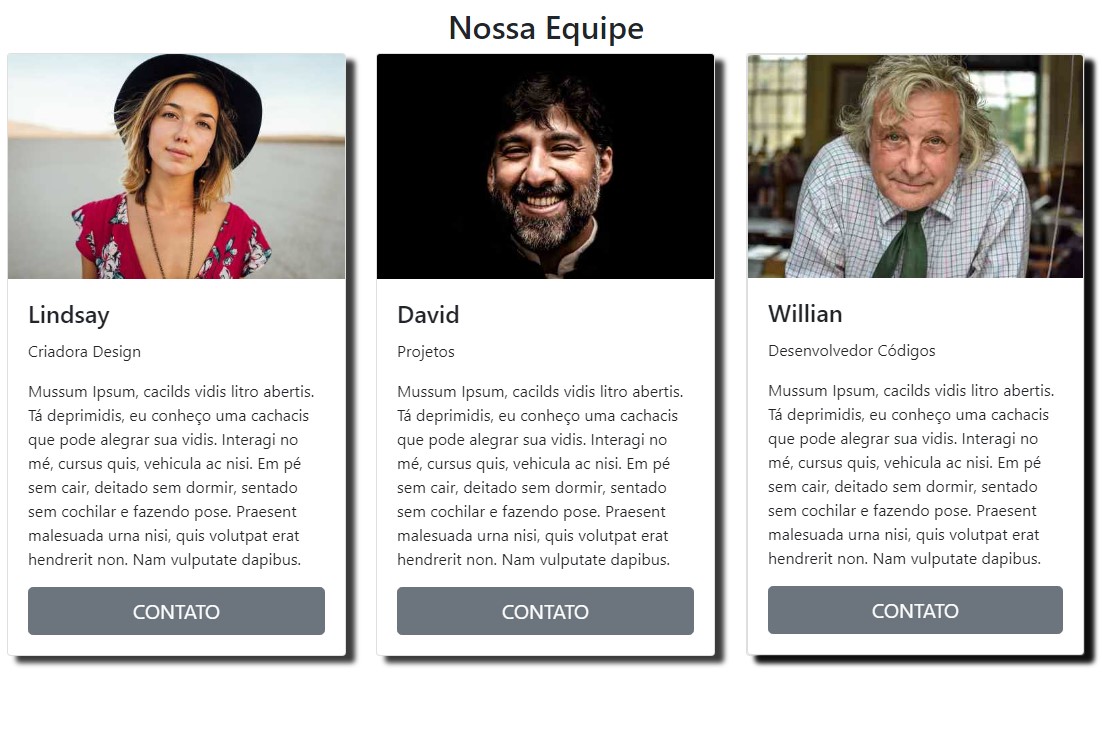 Nossa Equipe
Lindsay
Criadora Design
Mussum Ipsum, cacilds vidis litro abertis.
Tá deprimidis, eu conheço uma cachacis
que pode alegrar sua vidis. Interagi no
mé, cursus quis, vehicula ac nisi. Em pé
sem cair, deitado sem dormir, sentado
sem cochilar e fazendo pose. Praesent
malesuada urna nisi, quis volutpat erat
hendrerit non. Nam vulputate dapibus.
CONTATO
David
Projetos
Mussum Ipsum, cacilds vidis litro abertis.
Tá deprimidis, eu conheço uma cachacis
que pode alegrar sua vidis. Interagi no
mé, cursus quis, vehicula ac nisi. Em pé
sem cair, deitado sem dormir, sentado
sem cochilar e fazendo pose. Praesent
malesuada urna nisi, quis volutpat erat
hendrerit non. Nam vulputate dapibus.
CONTATO
Willian
Desenvolvedor Códigos
Mussum Ipsum, cacilds vidis litro abertis.
Tá deprimidis, eu conheço uma cachacis
que pode alegrar sua vidis. Interagi no
mé, cursus quis, vehicula ac nisi. Em pé
sem cair, deitado sem dormir, sentado
sem cochilar e fazendo pose. Praesent
malesuada urna nisi, quis volutpat erat
hendrerit non. Nam vulputate dapibus.
CONTATO